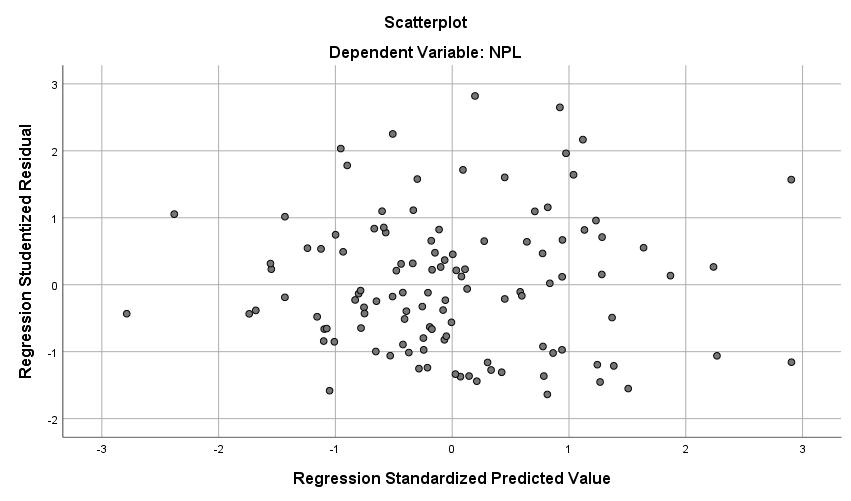 Scatterplot
Dependent Variable: NPL
Regression Studentized Residual
3
2
1
0
-1
-2
-3 -2 -1 0 1 2 3
Regression Standardized Predicted Value